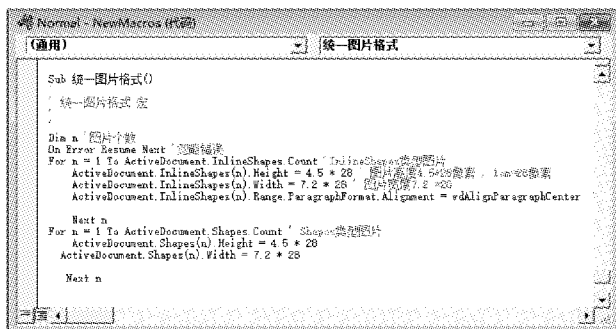 Normal - NewMacros (代码)
(通用) 统一图片格式
Sub 统一图片格式()
' 统一图片格式 宏
'
Dim n ' 图片个数
On Error Resume Next ' 忽略错误
For n = 1 To ActiveDocument.InlineShapes.Count ' InlineShapes类型图片
ActiveDocument.InlineShapes(n).Height = 4.5 * 28 ' 图片高度4.5*28像素，1cm=28像素
ActiveDocument.InlineShapes(n).Width = 7.2 * 28 ' 图片宽度7.2 *28
ActiveDocument.InlineShapes(n).Range.ParagraphFormat.Alignment = wdAlignParagraphCenter
Next n
For n = 1 To ActiveDocument.Shapes.Count ' Shapes类型图片
ActiveDocument.Shapes(n).Height = 4.5 * 28
ActiveDocument.Shapes(n).Width = 7.2 * 28
Next n